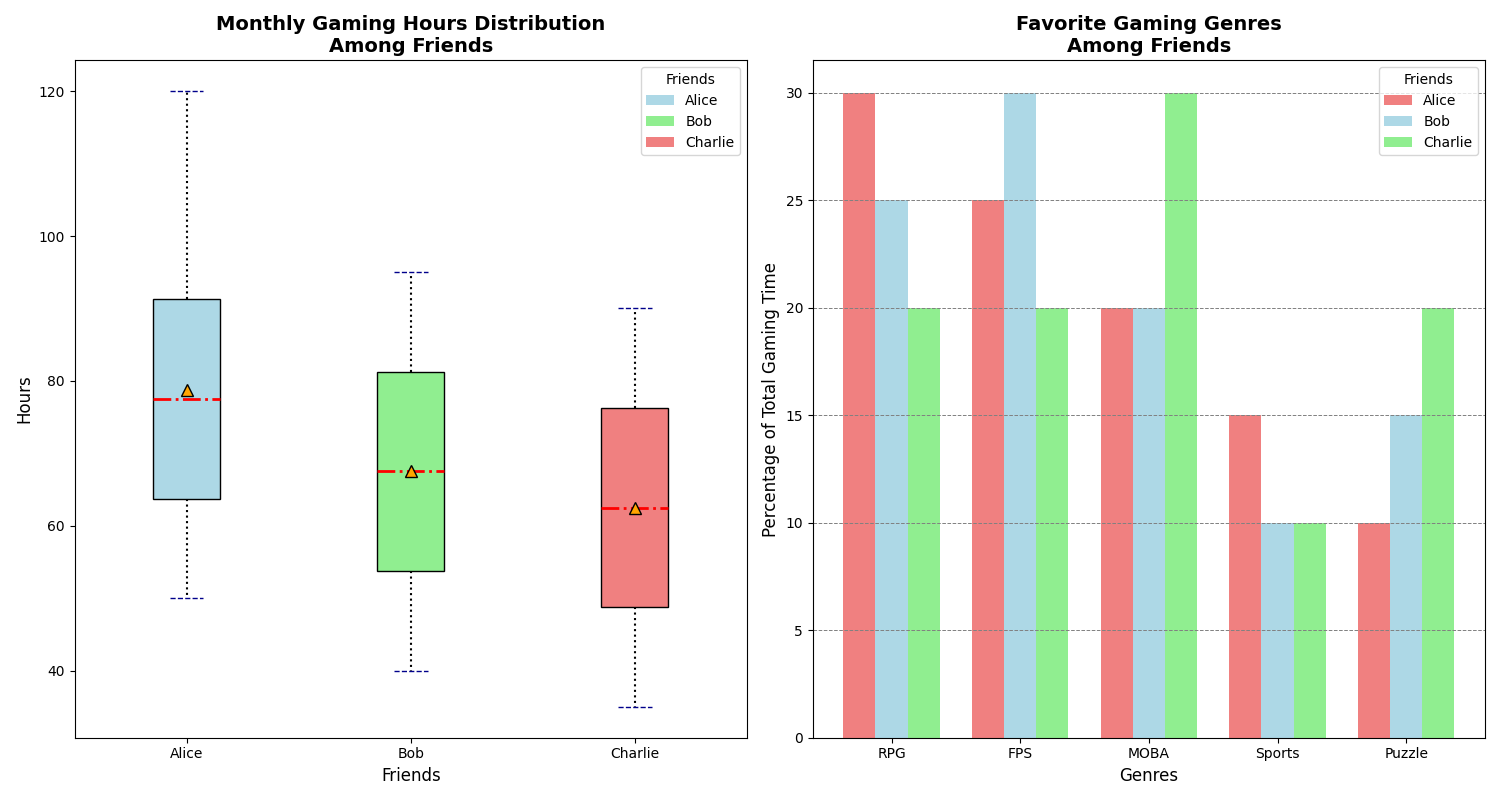 Monthly Gaming Hours Distribution
Among Friends
Hours
120
100
80
60
40
Friends
Alice
Bob
Charlie
Alice
Bob
Charlie
Friends
Favorite Gaming Genres
Among Friends
Percentage of Total Gaming Time
30
25
20
15
10
5
0
Friends
Alice
Bob
Charlie
RPG
FPS
MOBA
Sports
Puzzle
Genres